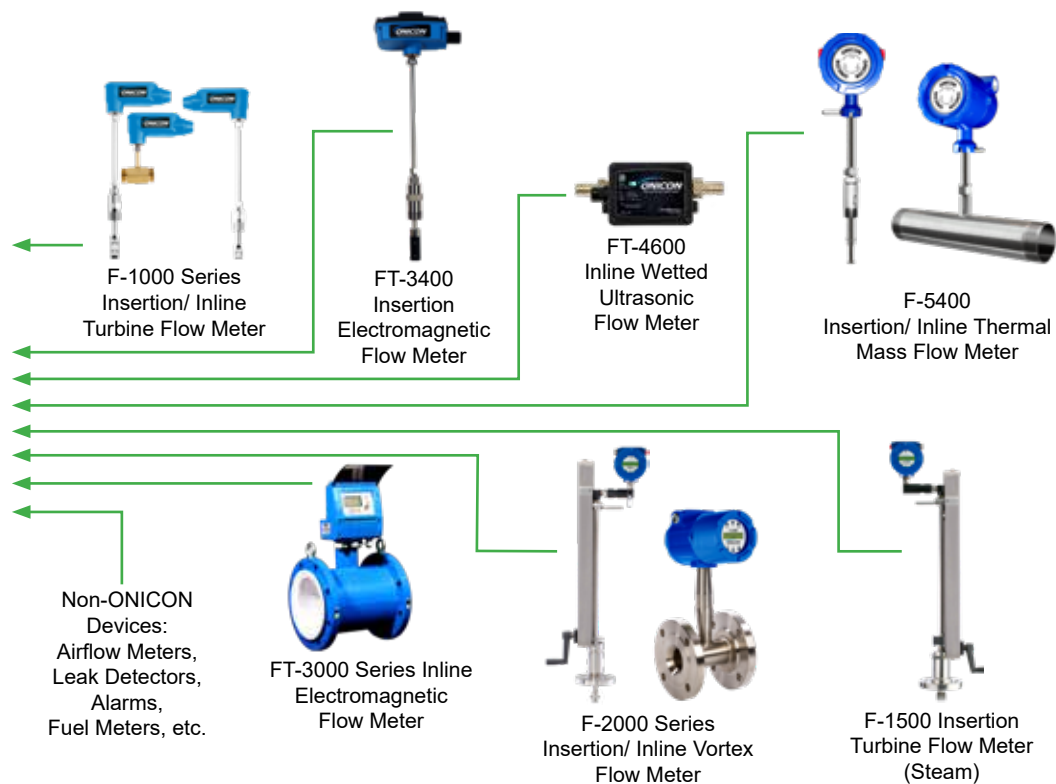 ONICON
ONICON
ONICON
ONICON
ONICON
F-1000 Series
Insertion/ Inline
Turbine Flow Meter
FT-3400
Insertion
Electromagnetic
Flow Meter
FT-4600
Inline Wetted
Ultrasonic
Flow Meter
F-5400
Insertion/ Inline Thermal
Mass Flow Meter
Non-ONICON
Devices:
Airflow Meters,
Leak Detectors,
Alarms,
Fuel Meters, etc.
FT-3000 Series Inline
Electromagnetic
Flow Meter
F-2000 Series
Insertion/ Inline Vortex
Flow Meter
F-1500 Insertion
Turbine Flow Meter
(Steam)